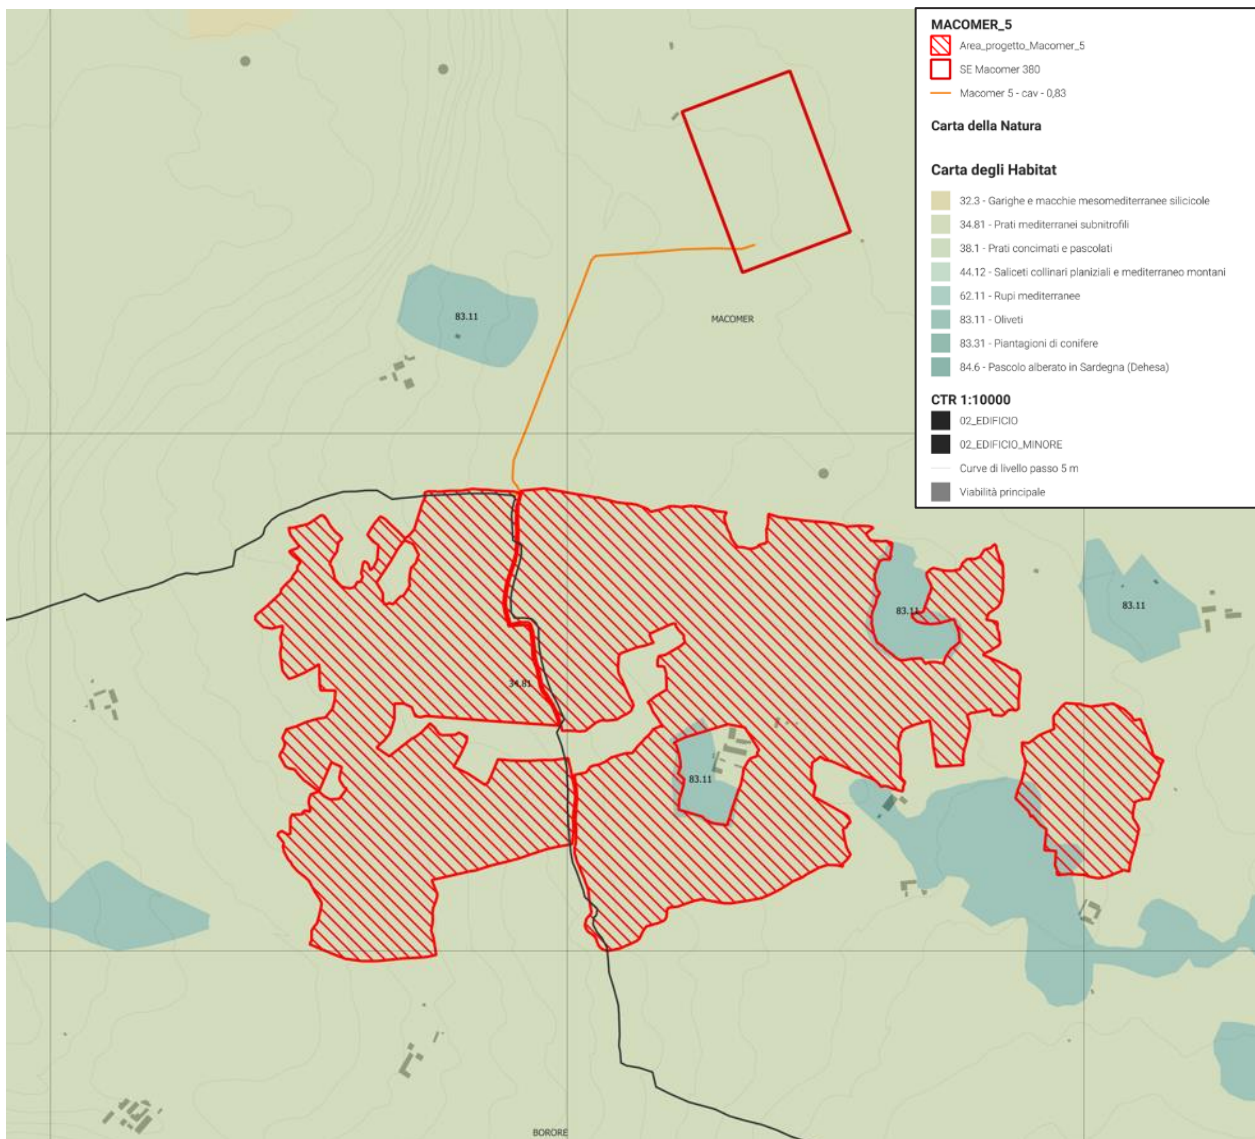 MACOMER_5
Area_progetto_Macomer_5
SE Macomer 380
Macomer 5 - cav - 0,83
Carta della Natura
Carta degli Habitat
32.3 - Garighe e macchie mesomediterranee silicicole
34.81 - Prati mediterranei subnitrofili
38.1 - Prati concimati e pascolati
44.12 - Saliceti collinari planiziali e mediterraneo montani
62.11 - Rupi mediterranee
83.11 - Oliveti
83.31 - Piantagioni di conifere
84.6 - Pascolo alberato in Sardegna (Dehesa)
CTR 1:10000
02_EDIFICIO
02_EDIFICIO_MINORE
Curve di livello passo 5 m
Viabilità principale
83.11
MACOMER
83.11
83.11
34.81
83.11
BORORE